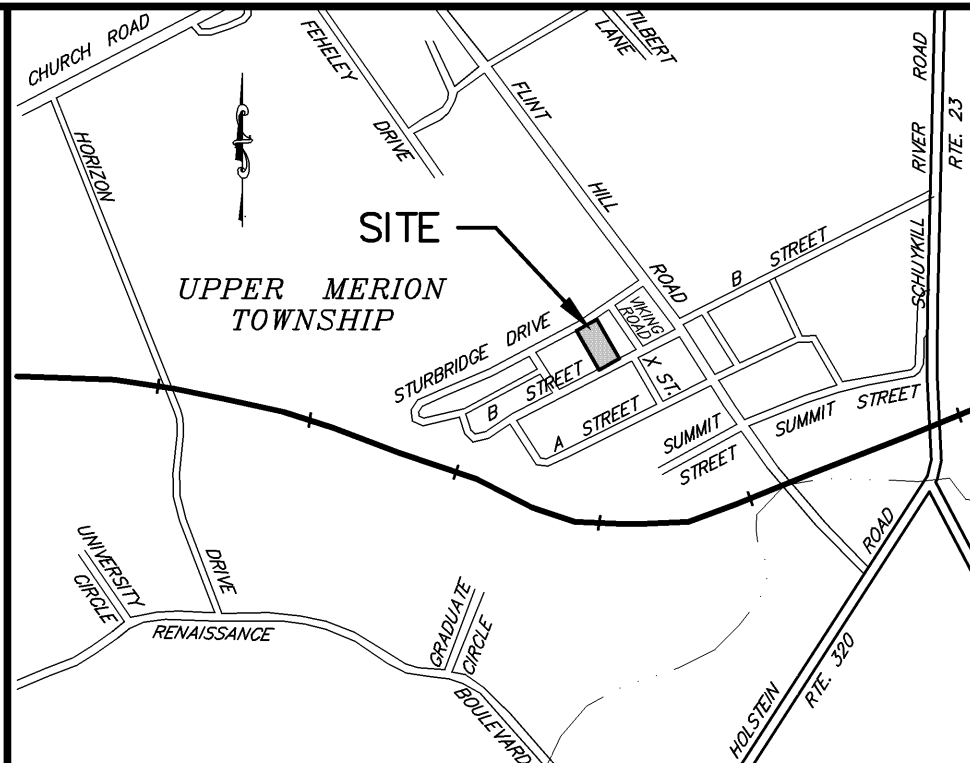 CHURCH ROAD
FEHELEY
DRIVE
TILBERT
LANE
FLINT
HILL
ROAD
RIVER ROAD
RTE. 23
HORIZON
DRIVE
SITE
UPPER MERION
TOWNSHIP
STURBRIDGE DRIVE
VIKING
ROAD
B STREET
SCHUYKILL
B STREET
X ST.
A STREET
SUMMIT
STREET
SUMMIT STREET
UNIVERSITY
CIRCLE
RENAISSANCE
BOULEVARD
GRADUATE
CIRCLE
HOLSTEIN
ROAD
RTE. 320